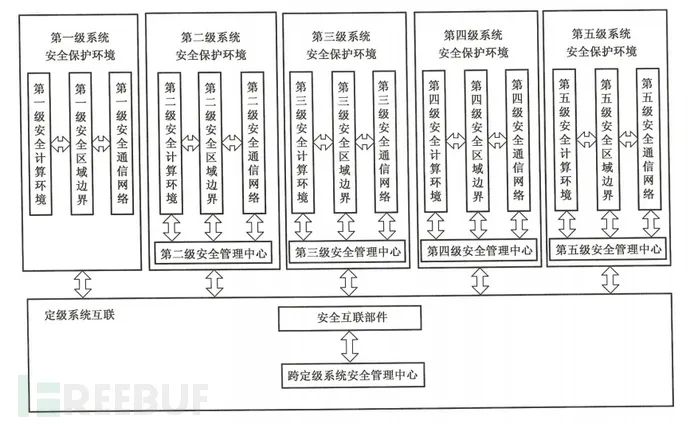 第一级系统
安全保护环境
第一级安全计算环境
第一级安全区域边界
第一级安全通信网络
第二级系统
安全保护环境
第二级安全计算环境
第二级安全区域边界
第二级安全通信网络
第二级安全管理中心
第三级系统
安全保护环境
第三级安全计算环境
第三级安全区域边界
第三级安全通信网络
第三级安全管理中心
第四级系统
安全保护环境
第四级安全计算环境
第四级安全区域边界
第四级安全通信网络
第四级安全管理中心
第五级系统
安全保护环境
第五级安全计算环境
第五级安全区域边界
第五级安全通信网络
第五级安全管理中心
定级系统互联
安全互联部件
跨定级系统安全管理中心
FREEBUF